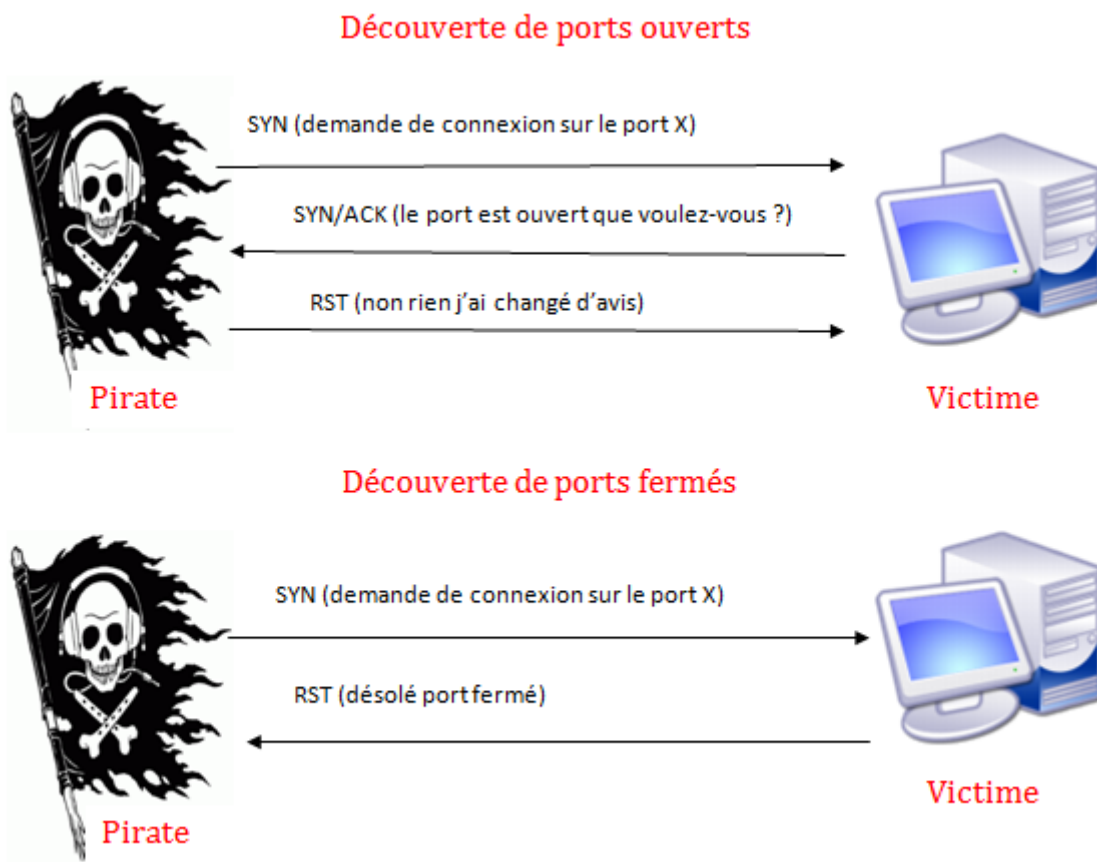 Découverte de ports ouverts
SYN (demande de connexion sur le port X)
SYN/ACK (le port est ouvert que voulez-vous ?)
RST (non rien j'ai changé d'avis)
Pirate
Victime
Découverte de ports fermés
SYN (demande de connexion sur le port X)
RST (désolé port fermé)
Victime
Pirate